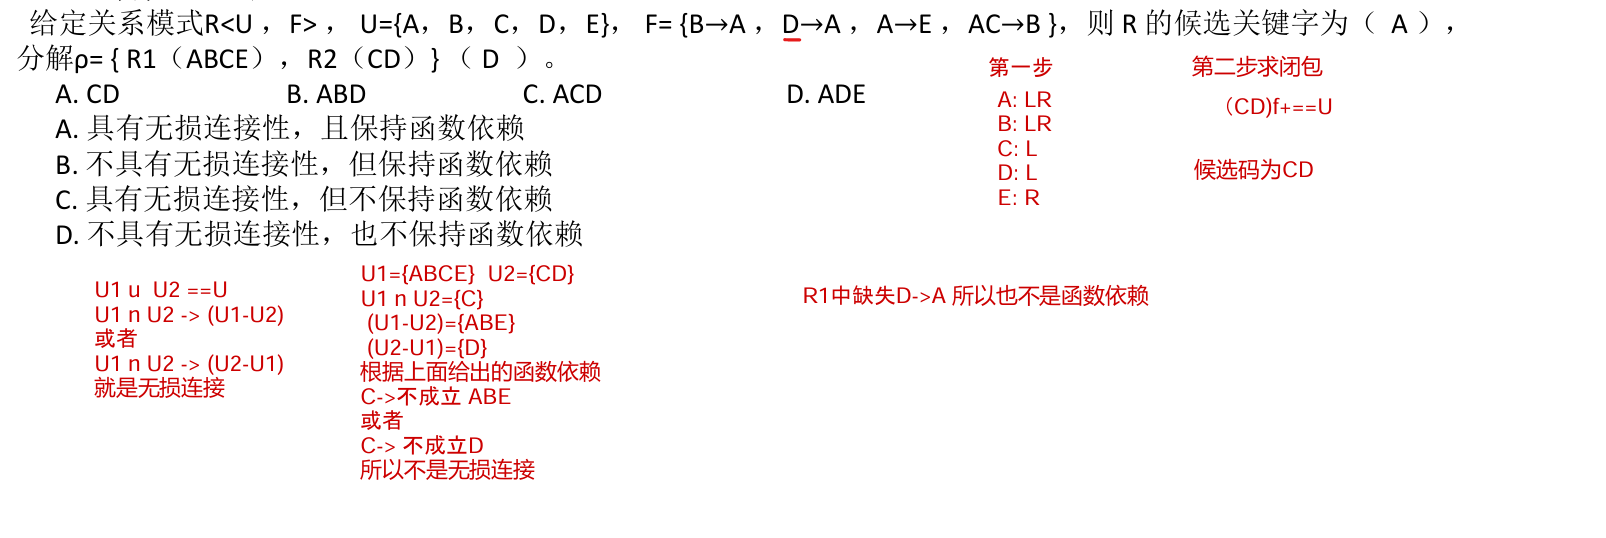 给定关系模式R<U，F>， U={A，B，C，D，E}， F= {B→A，D→A，A→E，AC→B }，则 R 的候选关键字为（ A ），
分解ρ= { R1（ABCE），R2（CD）} （ D ）。
A. CD B. ABD C. ACD D. ADE
A. 具有无损连接性，且保持函数依赖
B. 不具有无损连接性，但保持函数依赖
C. 具有无损连接性，但不保持函数依赖
D. 不具有无损连接性，也不保持函数依赖
第一步
A: LR
B: LR
C: L
D: L
E: R
第二步求闭包
（CD)f+==U
候选码为CD
U1 u U2 ==U
U1 n U2 -> (U1-U2)
或者
U1 n U2 -> (U2-U1)
就是无损连接
U1={ABCE} U2={CD}
U1 n U2={C}
(U1-U2)={ABE}
(U2-U1)={D}
根据上面给出的函数依赖
C->不成立 ABE
或者
C-> 不成立D
所以不是无损连接
R1中缺失D->A 所以也不是函数依赖